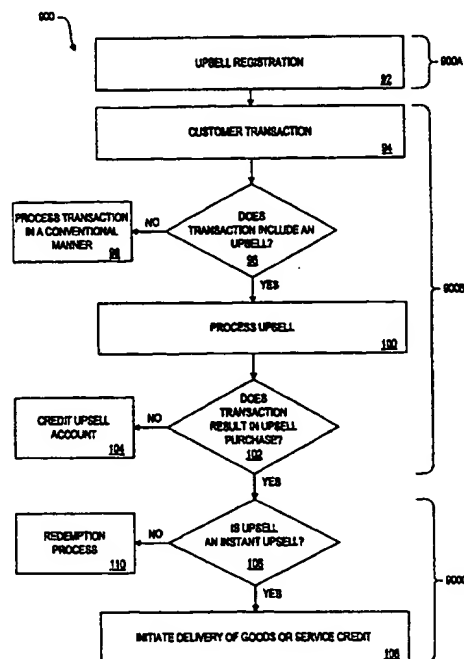 900
UPSELL REGISTRATION
92
900A
CUSTOMER TRANSACTION
94
DOES
TRANSACTION INCLUDE AN
UPSELL?
96
NO
PROCESS TRANSACTION
IN A CONVENTIONAL
MANNER
98
YES
900B
PROCESS UPSELL
100
DOES
TRANSACTION
RESULT IN UPSELL
PURCHASE?
102
NO
CREDIT UPSELL
ACCOUNT
104
YES
IS UPSELL
AN INSTANT UPSELL?
106
NO
REDEMPTION
PROCESS
110
YES
900C
INITIATE DELIVERY OF GOODS OR SERVICE CREDIT
108